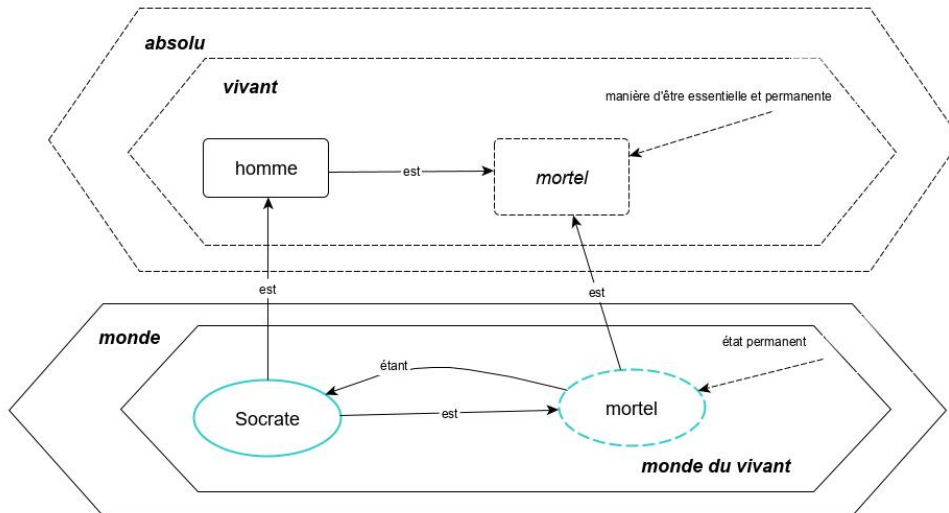 absolu
vivant
manière d'être essentielle et permanente
homme
est
mortel
est
est
monde
état permanent
étant
Socrate
est
mortel
monde du vivant